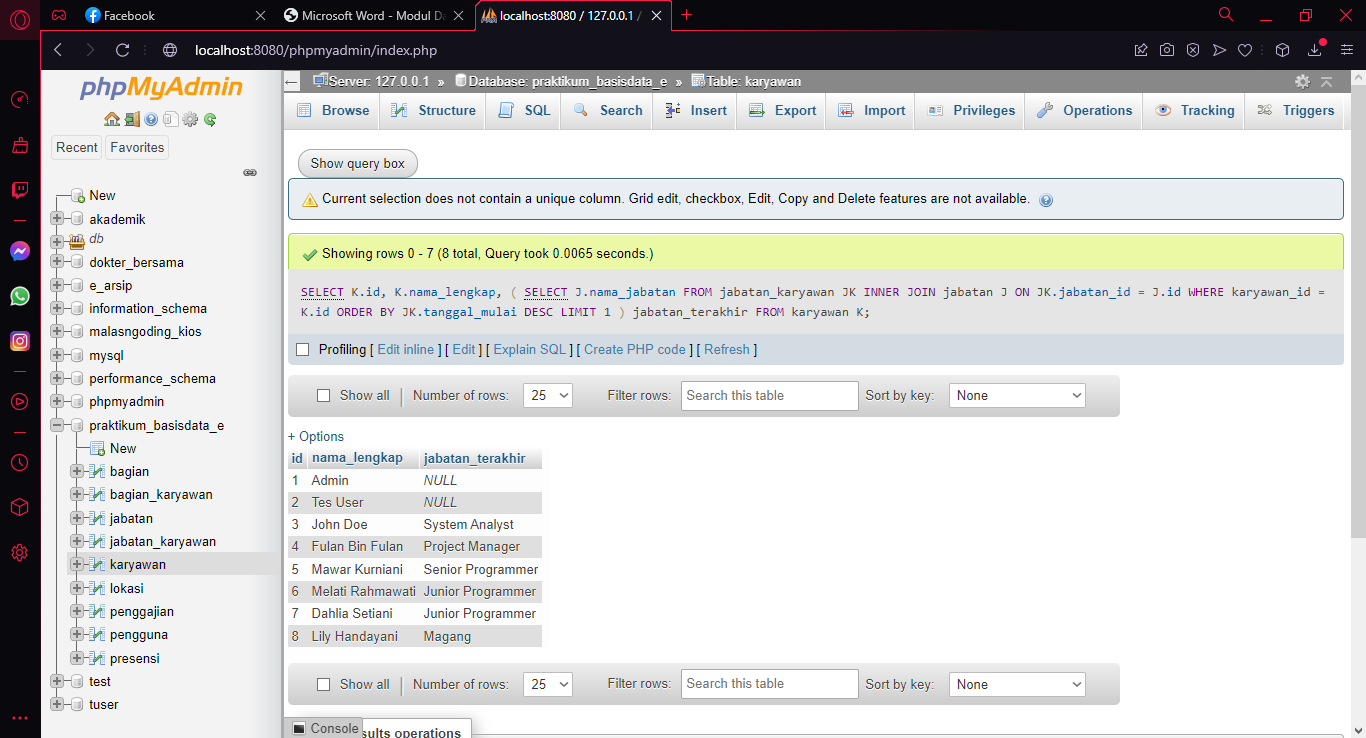 Facebook
Microsoft Word - Modul Da
localhost:8080 / 127.0.0.1 /
localhost:8080/phpmyadmin/index.php
phpMyAdmin
Recent
Favorites
New
akademik
db
dokter_bersama
e_arsip
information_schema
malasngoding_kios
mysql
performance_schema
phpmyadmin
praktikum_basisdata_e
New
bagian
bagian_karyawan
jabatan
jabatan_karyawan
karyawan
lokasi
penggajian
pengguna
presensi
test
tuser
Server: 127.0.0.1 » Database: praktikum_basisdata_e » Table: karyawan
Browse Structure SQL Search Insert Export Import Privileges Operations Tracking Triggers
Show query box
Current selection does not contain a unique column. Grid edit, checkbox, Edit, Copy and Delete features are not available.
Showing rows 0 - 7 (8 total, Query took 0.0065 seconds.)
SELECT K.id, K.nama_lengkap, ( SELECT J.nama_jabatan FROM jabatan_karyawan JK INNER JOIN jabatan J ON JK.jabatan_id = J.id WHERE karyawan_id =
K.id ORDER BY JK.tanggal_mulai DESC LIMIT 1 ) jabatan_terakhir FROM karyawan K;
Profiling [ Edit inline ] [ Edit ] [ Explain SQL ] [ Create PHP code ] [ Refresh ]
Show all | Number of rows: 25 Filter rows: Search this table Sort by key: None
+ Options
id nama_lengkap jabatan_terakhir
1 Admin NULL
2 Tes User NULL
3 John Doe System Analyst
4 Fulan Bin Fulan Project Manager
5 Mawar Kurniani Senior Programmer
6 Melati Rahmawati Junior Programmer
7 Dahlia Setiani Junior Programmer
8 Lily Handayani Magang
Show all | Number of rows: 25 Filter rows: Search this table Sort by key: None
Console
sults operations